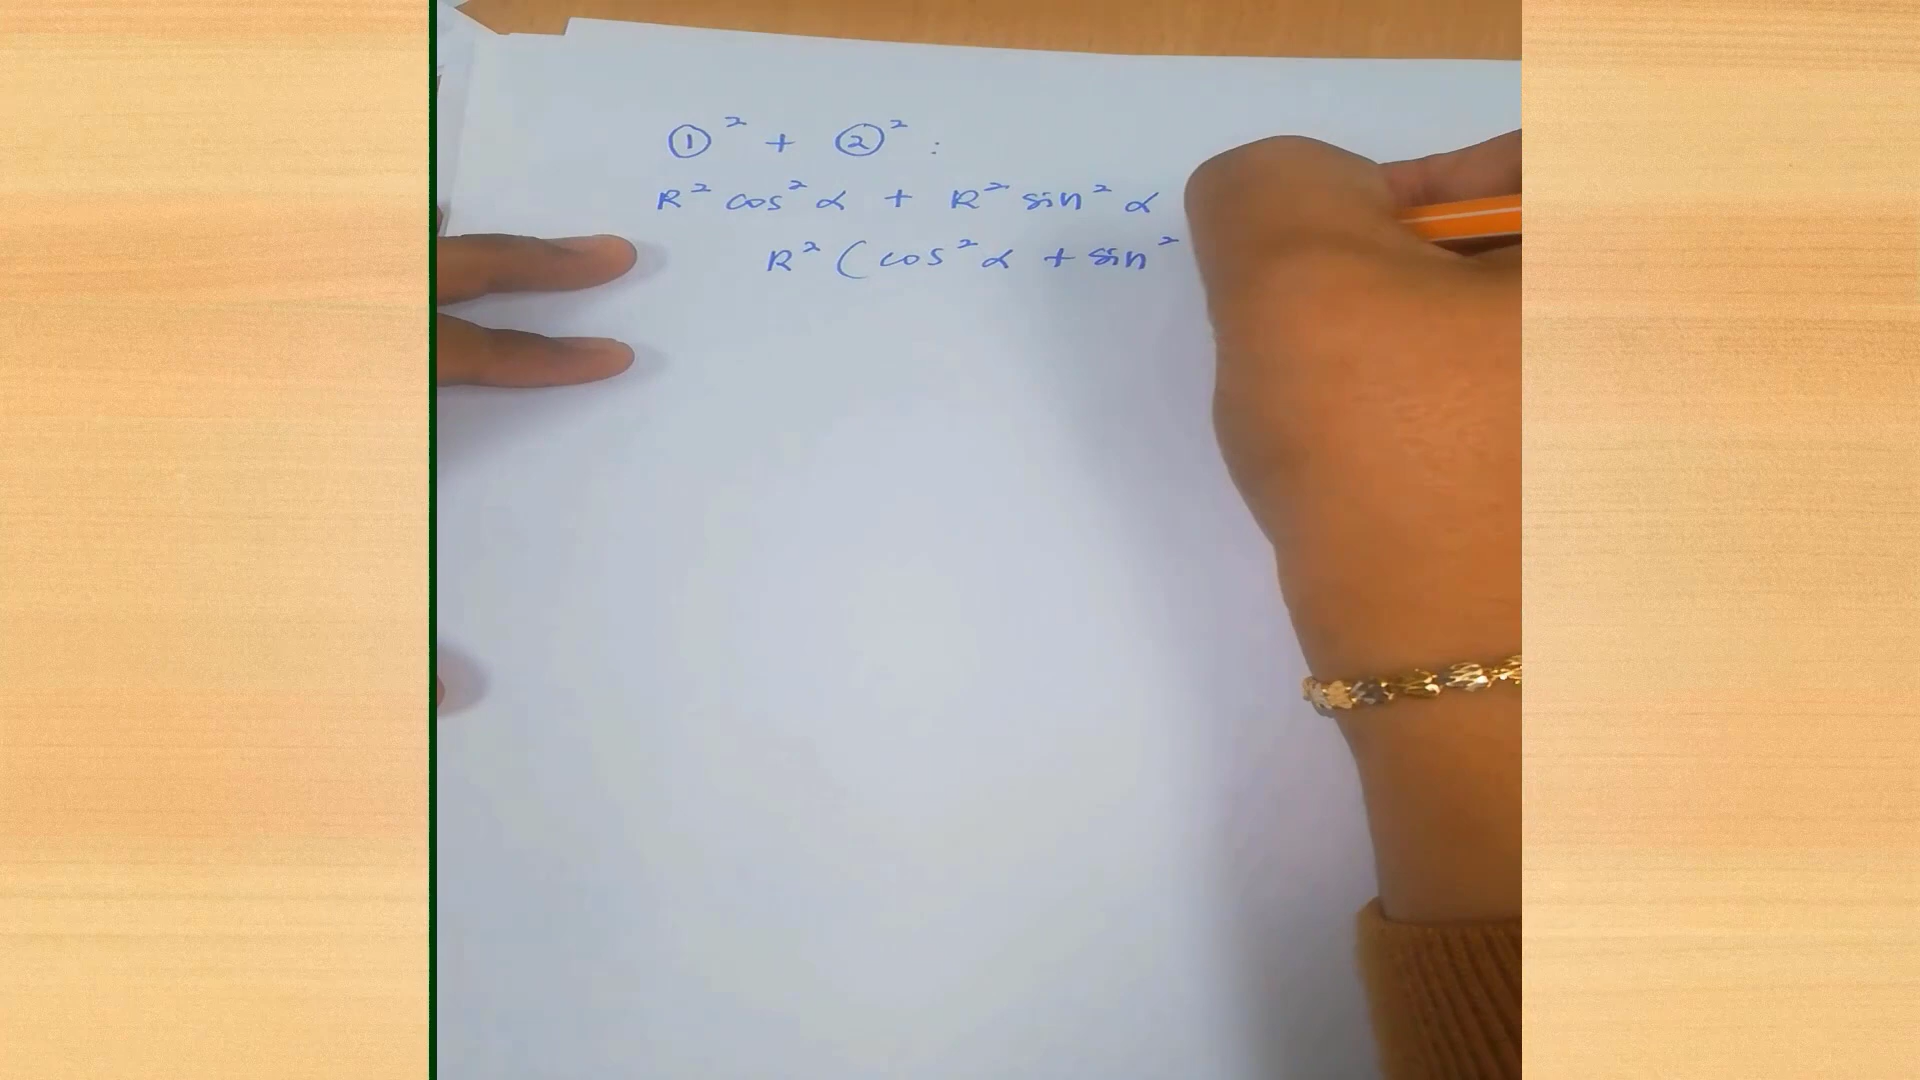 ①² + ②² :
R² cos² α + R² sin² α
R² ( cos² α + sin²